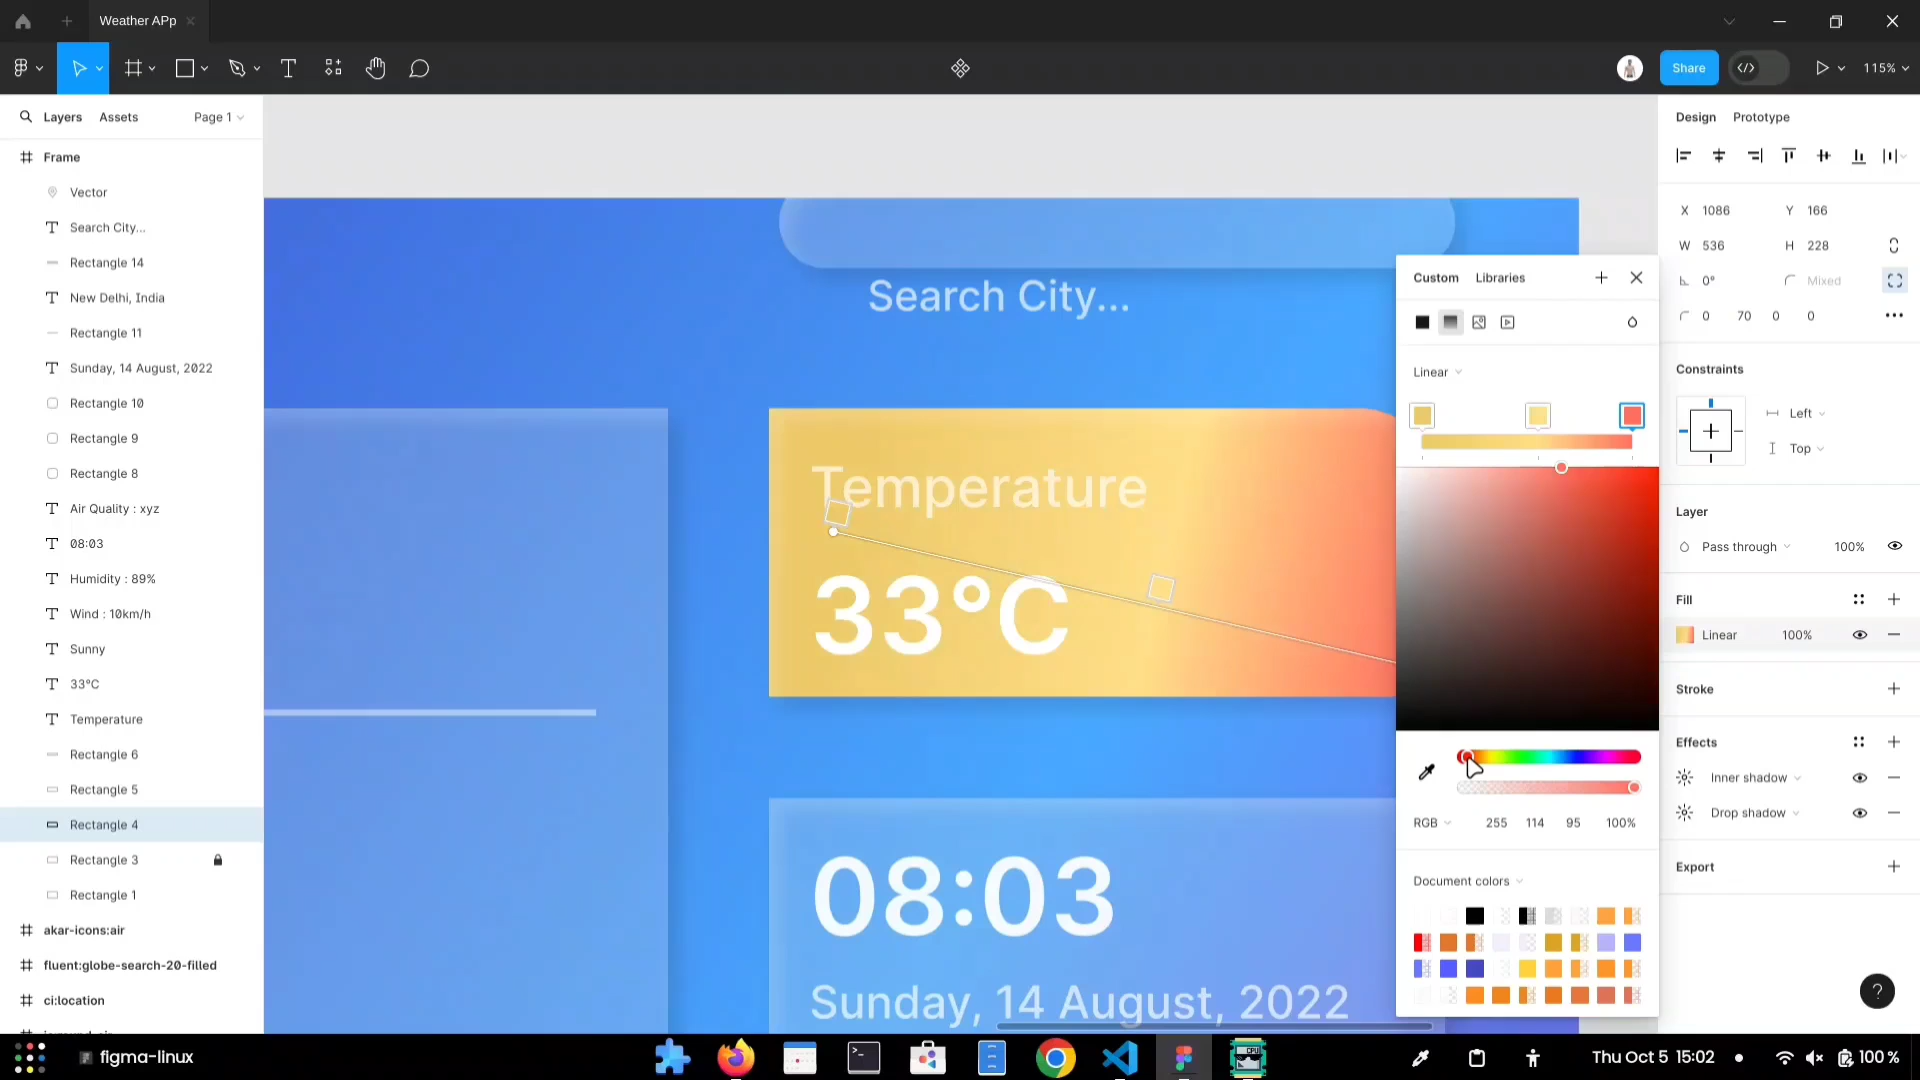 Weather APp
Share
115%
Layers
Assets
Page 1
Frame
Vector
Search City...
Rectangle 14
New Delhi, India
Rectangle 11
Sunday, 14 August, 2022
Rectangle 10
Rectangle 9
Rectangle 8
Air Quality : xyz
08:03
Humidity : 89%
Wind : 10km/h
Sunny
33°C
Temperature
Rectangle 6
Rectangle 5
Rectangle 4
Rectangle 3
Rectangle 1
akar-icons:air
fluent:globe-search-20-filled
ci:location
Search City...
Temperature
33°C
08:03
Sunday, 14 August, 2022
Custom
Libraries
Linear
RGB
255
114
95
100%
Document colors
Design
Prototype
X
1086
Y
166
W
536
H
228
0°
Mixed
0
70
0
0
Constraints
Left
Top
Layer
Pass through
100%
Fill
Linear
100%
Stroke
Effects
Inner shadow
Drop shadow
Export
?
figma-linux
Thu Oct 5 15:02
100 %